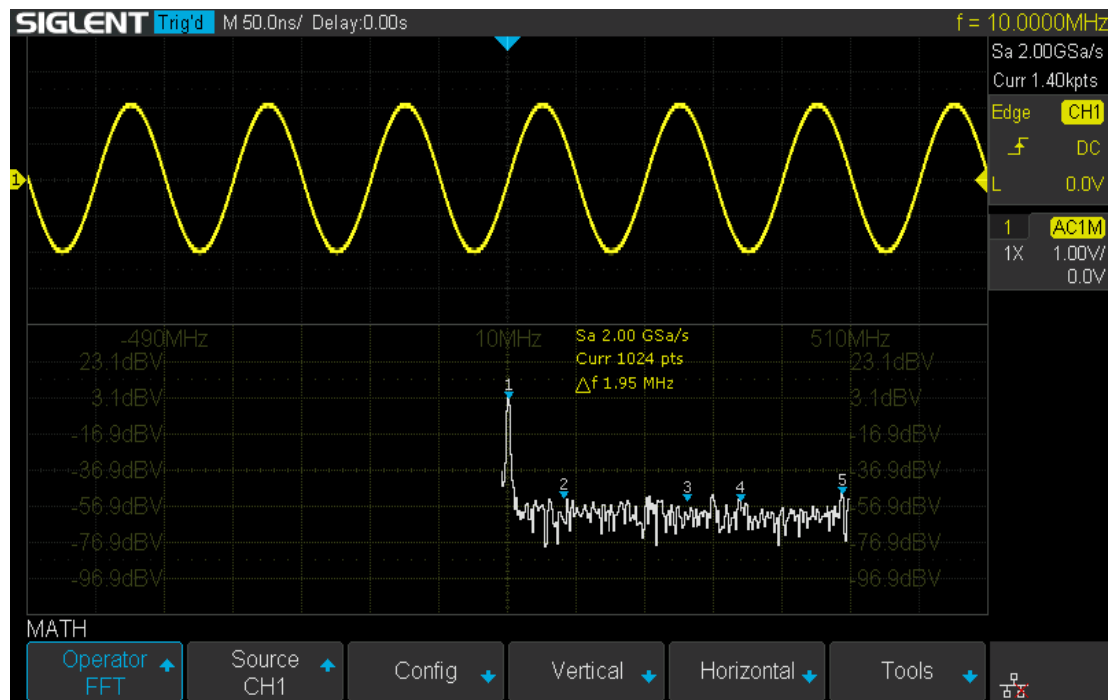 SIGLENT Trig'd M 50.0ns/ Delay:0.00s f = 10.0000MHz
Sa 2.00GSa/s
Curr 1.40kpts
Edge CH1
DC
L 0.0V
1 AC1M
1X 1.00V/
0.0V
1
-490MHz 10MHz 510MHz
Sa 2.00 GSa/s
Curr 1024 pts
△f 1.95 MHz
23.1dBV 23.1dBV
3.1dBV 3.1dBV
-16.9dBV -16.9dBV
-36.9dBV -36.9dBV
-56.9dBV -56.9dBV
-76.9dBV -76.9dBV
-96.9dBV -96.9dBV
1 2 3 4 5
MATH
Operator Source Config Vertical Horizontal Tools
FFT CH1